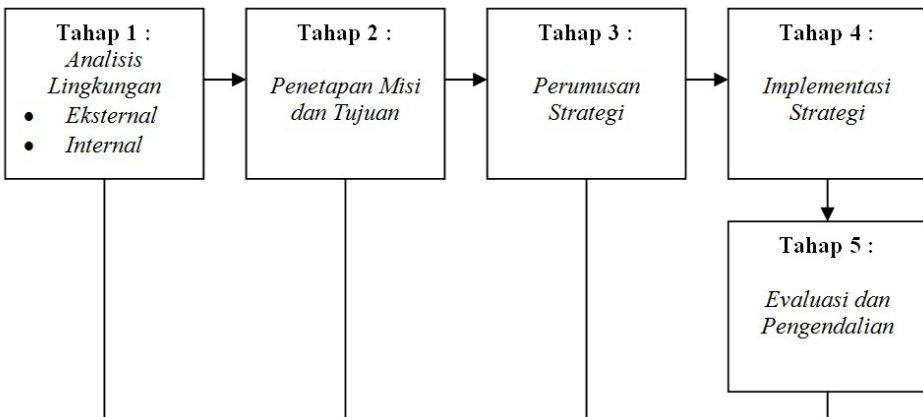 Tahap 1 :
Analisis
Lingkungan
• Eksternal
• Internal
Tahap 2 :
Penetapan Misi
dan Tujuan
Tahap 3 :
Perumusan
Strategi
Tahap 4 :
Implementasi
Strategi
Tahap 5 :
Evaluasi dan
Pengendalian